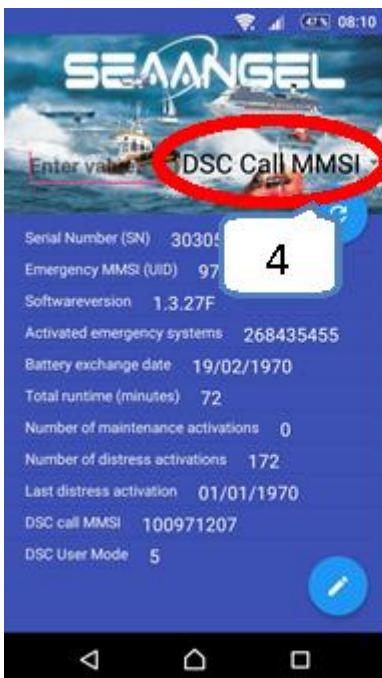 47% 08:10
SEAANGEL
Enter value DSC Call MMSI
4
Serial Number (SN) 30305
Emergency MMSI (UID) 97
Softwareversion 1.3.27F
Activated emergency systems 268435455
Battery exchange date 19/02/1970
Total runtime (minutes) 72
Number of maintenance activations 0
Number of distress activations 172
Last distress activation 01/01/1970
DSC call MMSI 100971207
DSC User Mode 5